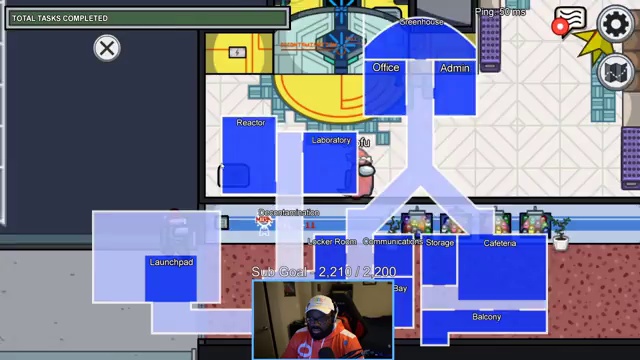 TOTAL TASKS COMPLETED
Ping: 50 ms
Greenhouse
Office
Admin
Reactor
Laboratory
Decontamination
Locker Room
Communications
Storage
Cafeteria
Launchpad
Sub Goal - 2,210 / 2,200
Bay
Balcony